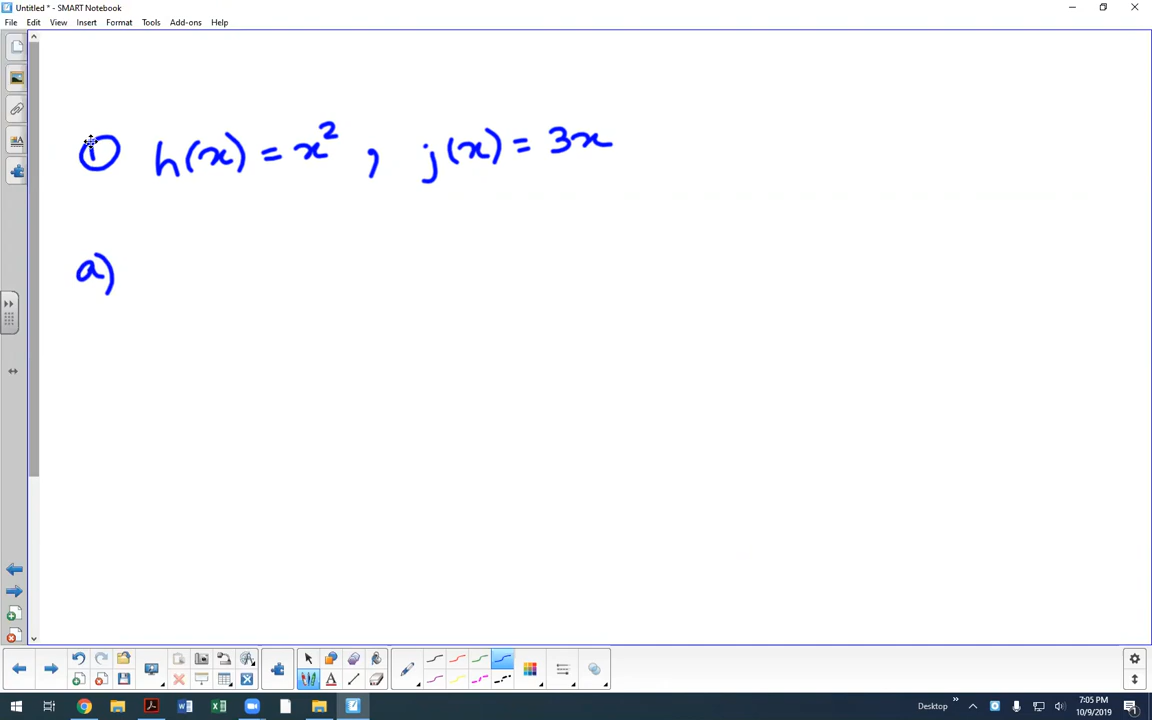 Untitled * - SMART Notebook
File Edit View Insert Format Tools Add-ons Help
① h(x) = x² , j(x) = 3x
a)
Desktop
7:05 PM
10/9/2019